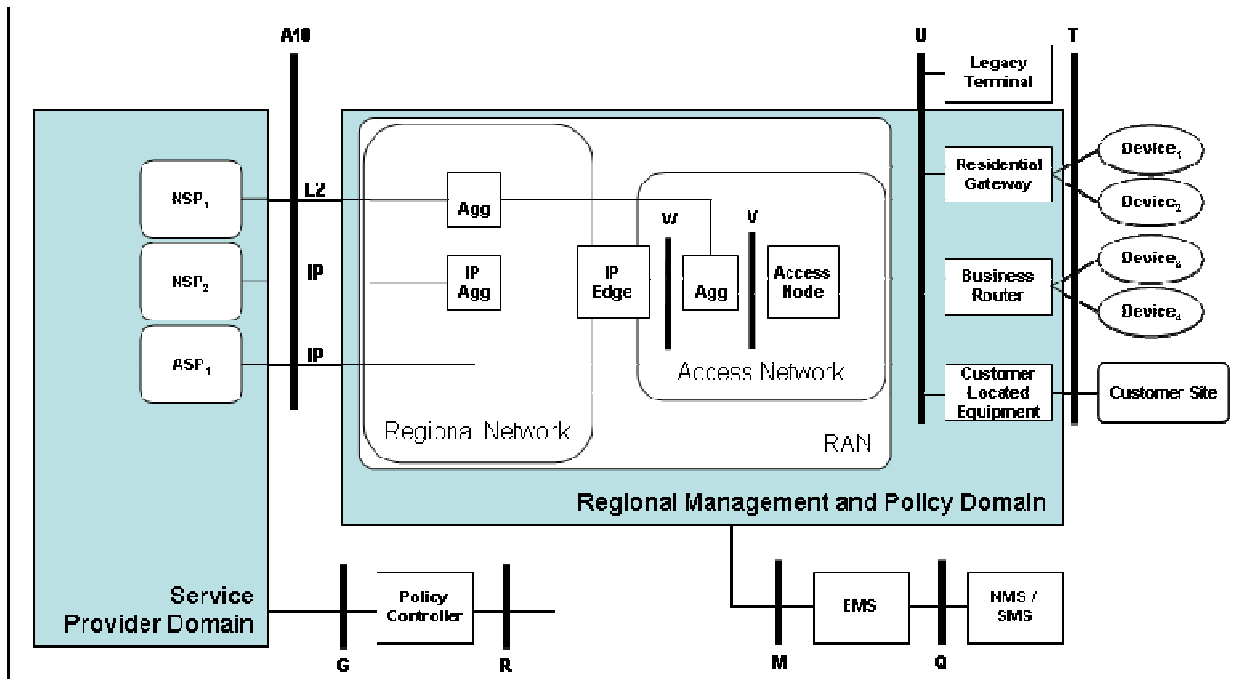 A10
U
T
Legacy
Terminal
NSP1
L2
Agg
Residential
Gateway
Device1
Device2
W
V
NSP2
IP
IP
Agg
IP
Edge
Agg
Access
Node
Business
Router
Device3
Device4
ASP1
IP
Access Network
Customer
Located
Equipment
Customer Site
Regional Network
RAN
Regional Management and Policy Domain
Service
Provider Domain
Policy
Controller
EMS
NMS /
SMS
G
R
M
Q